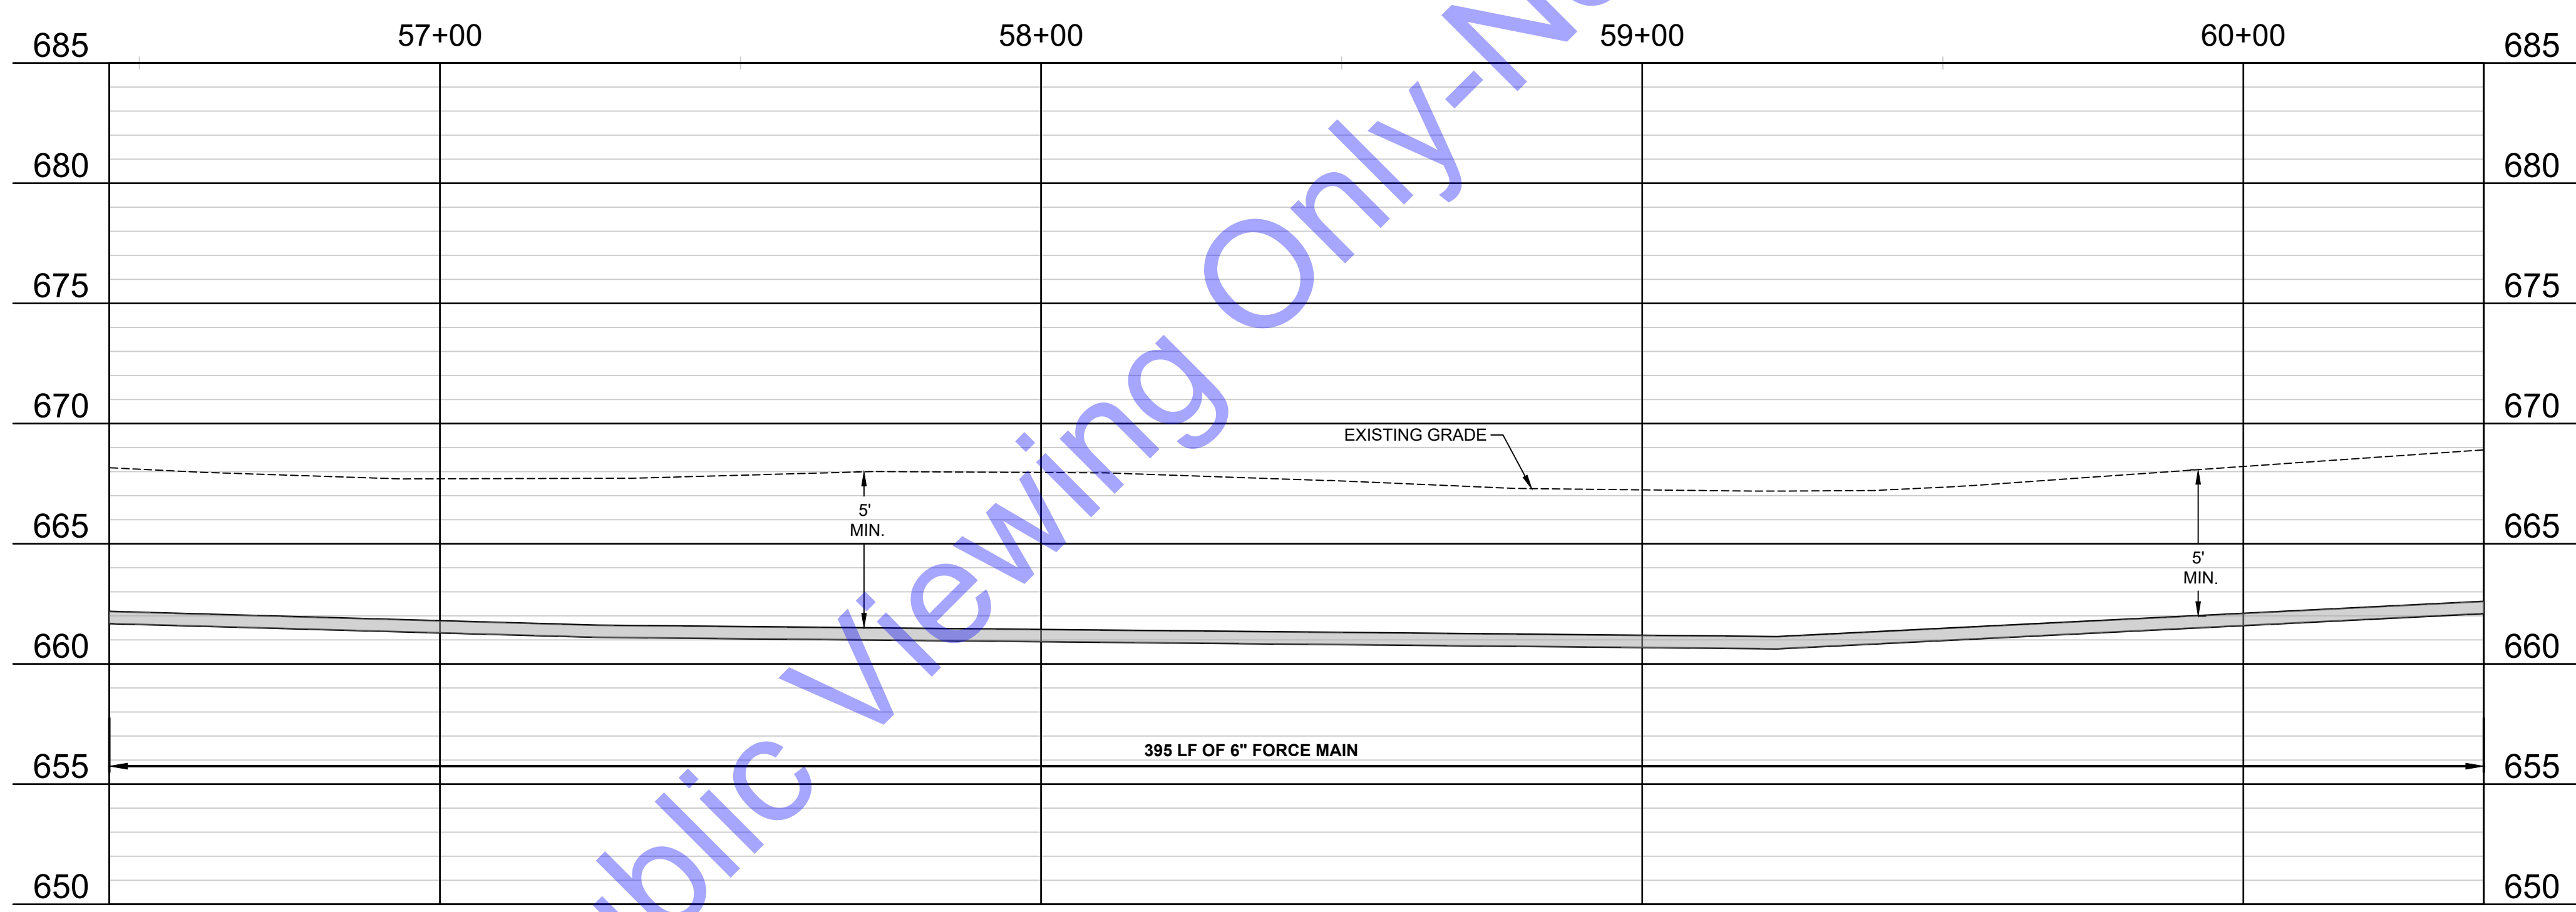 57+00 58+00 59+00 60+00
685 685
680 680
675 675
670 670
EXISTING GRADE
665 665
5'
MIN.
5'
MIN.
660 660
395 LF OF 6" FORCE MAIN
655 655
650 650
Viewing Only-